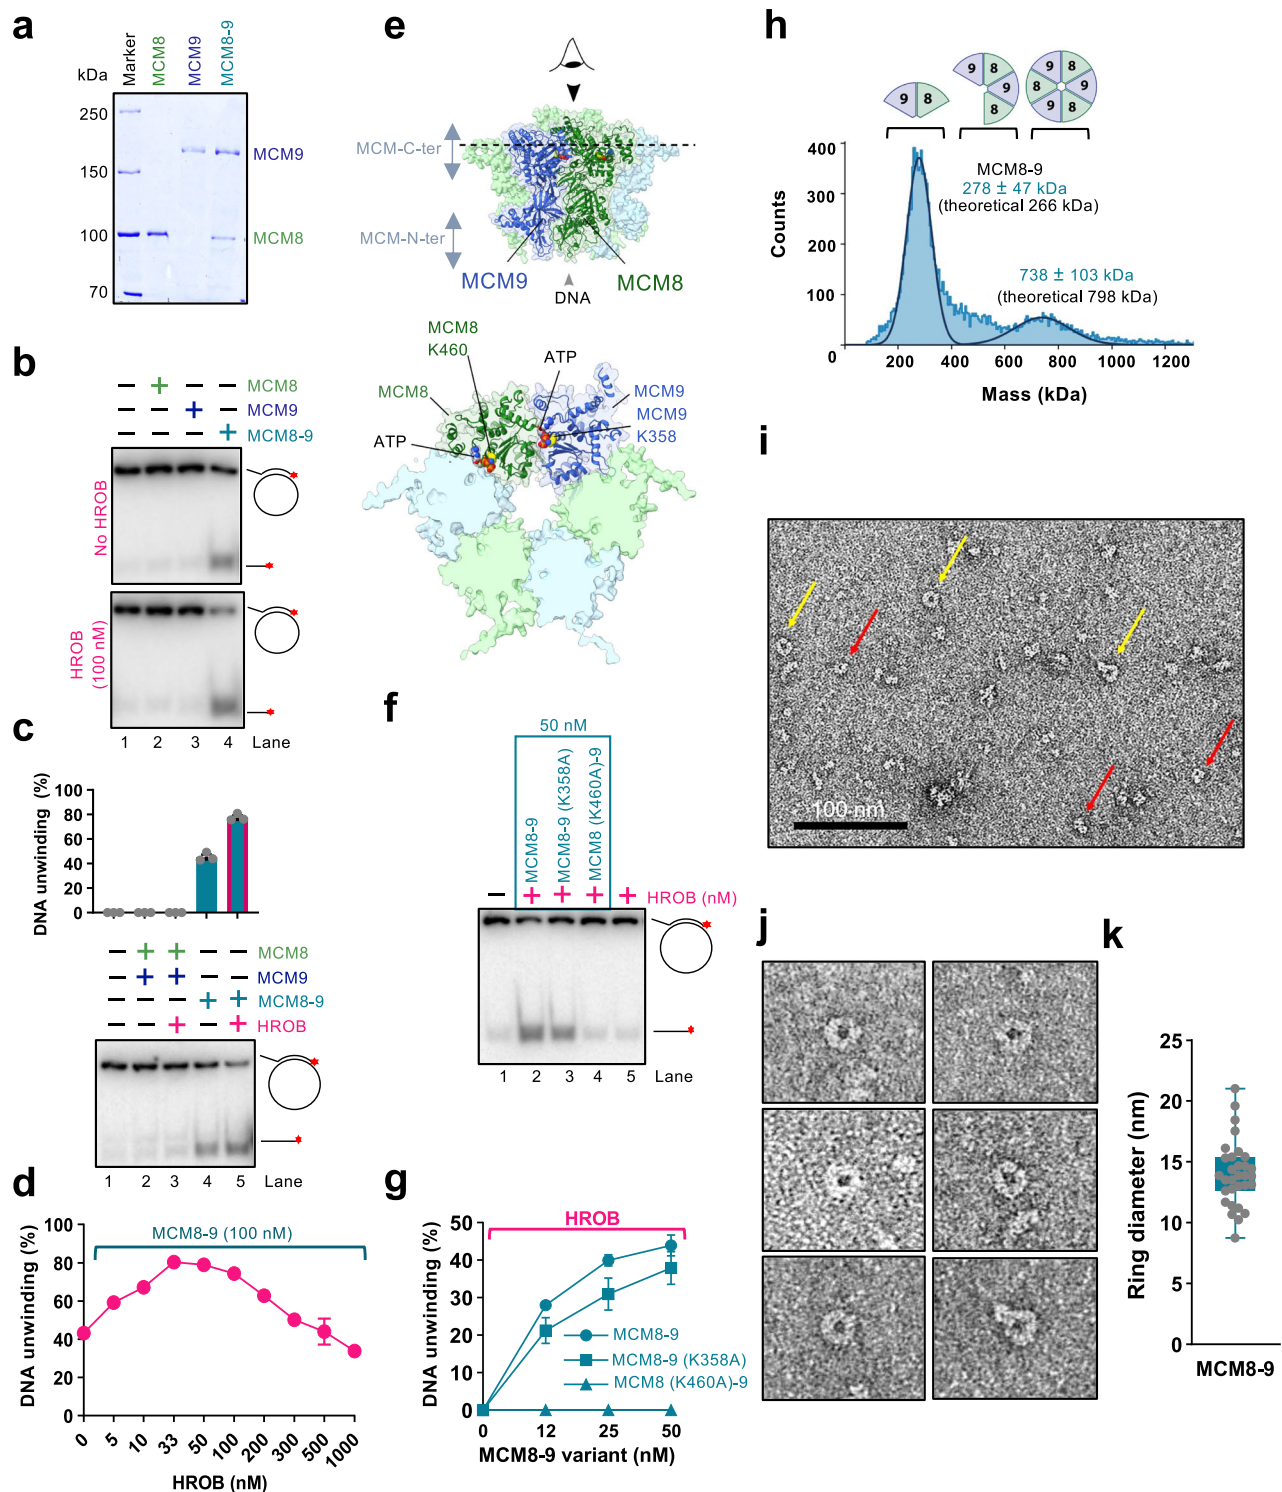 a
kDa
Marker
MCM8
MCM9
MCM8-9
250
150
100
70
MCM9
MCM8
b
MCM8
MCM9
MCM8-9
No HROB
HROB
(100 nM)
1 2 3 4 Lane
c
DNA unwinding (%)
100
80
60
40
20
0
– + + – – MCM8
– + + – – MCM9
– – – + + MCM8-9
– – + – + HROB
1 2 3 4 5 Lane
d
MCM8-9 (100 nM)
DNA unwinding (%)
100
80
60
40
20
0
0 5 10 33 50 100 200 300 500 1000
HROB (nM)
e
MCM-C-ter
MCM-N-ter
MCM9
MCM8
DNA
MCM8
K460
ATP
MCM8
MCM9
MCM9
K358
ATP
f
50 nM
MCM8-9
MCM8-9 (K358A)
MCM8 (K460A)-9
– + + + + HROB (nM)
1 2 3 4 5 Lane
g
HROB
DNA unwinding (%)
50
40
30
20
10
0
MCM8-9
MCM8-9 (K358A)
MCM8 (K460A)-9
0 12 25 50
MCM8-9 variant (nM)
h
9 8
9 8 9 8
9 8 9 8 9 8
Counts
400
300
200
100
0
MCM8-9
278 ± 47 kDa
(theoretical 266 kDa)
738 ± 103 kDa
(theoretical 798 kDa)
200 400 600 800 1000 1200
Mass (kDa)
i
100 nm
j
k
Ring diameter (nm)
25
20
15
10
5
0
MCM8-9